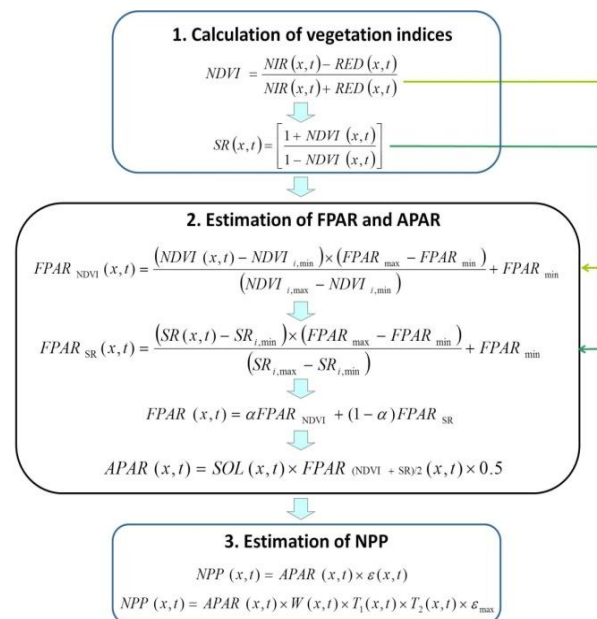 1. Calculation of vegetation indices
NDVI = (NIR(x,t) − RED(x,t)) / (NIR(x,t) + RED(x,t))
SR(x,t) = [(1 + NDVI(x,t)) / (1 − NDVI(x,t))]
2. Estimation of FPAR and APAR
FPAR_NDVI(x,t) = ((NDVI(x,t) − NDVI_i,min) × (FPAR_max − FPAR_min)) / (NDVI_i,max − NDVI_i,min) + FPAR_min
FPAR_SR(x,t) = ((SR(x,t) − SR_i,min) × (FPAR_max − FPAR_min)) / (SR_i,max − SR_i,min) + FPAR_min
FPAR(x,t) = αFPAR_NDVI + (1 − α)FPAR_SR
APAR(x,t) = SOL(x,t) × FPAR_(NDVI + SR)/2(x,t) × 0.5
3. Estimation of NPP
NPP(x,t) = APAR(x,t) × ε(x,t)
NPP(x,t) = APAR(x,t) × W(x,t) × T₁(x,t) × T₂(x,t) × ε_max